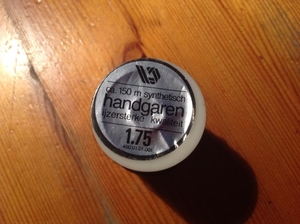 ca. 150 m synthetisch
handgaren
ijzersterke kwaliteit
1.75